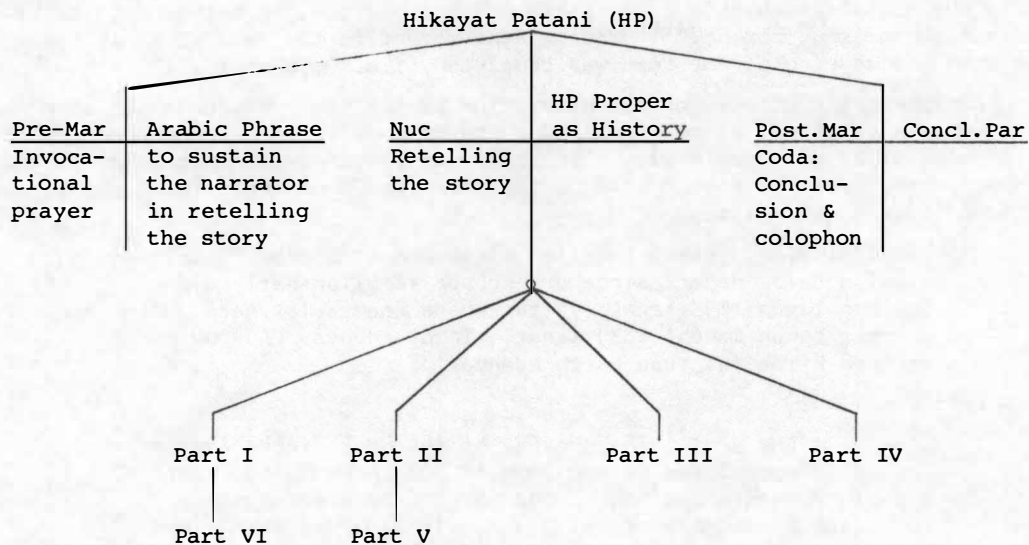 Hikayat Patani (HP)
Pre-Mar
Invoca-
tional
prayer
Arabic Phrase
to sustain
the narrator
in retelling
the story
Nuc
Retelling
the story
HP Proper
as History
Post.Mar
Coda:
Conclu-
sion &
colophon
Concl.Par
Part I
Part II
Part III
Part IV
Part VI
Part V